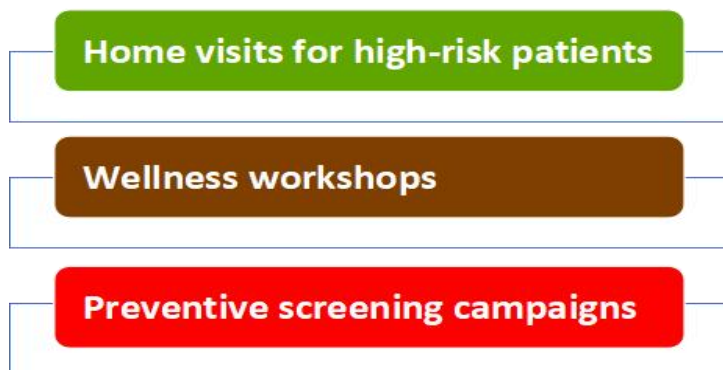 Home visits for high-risk patients
Wellness workshops
Preventive screening campaigns